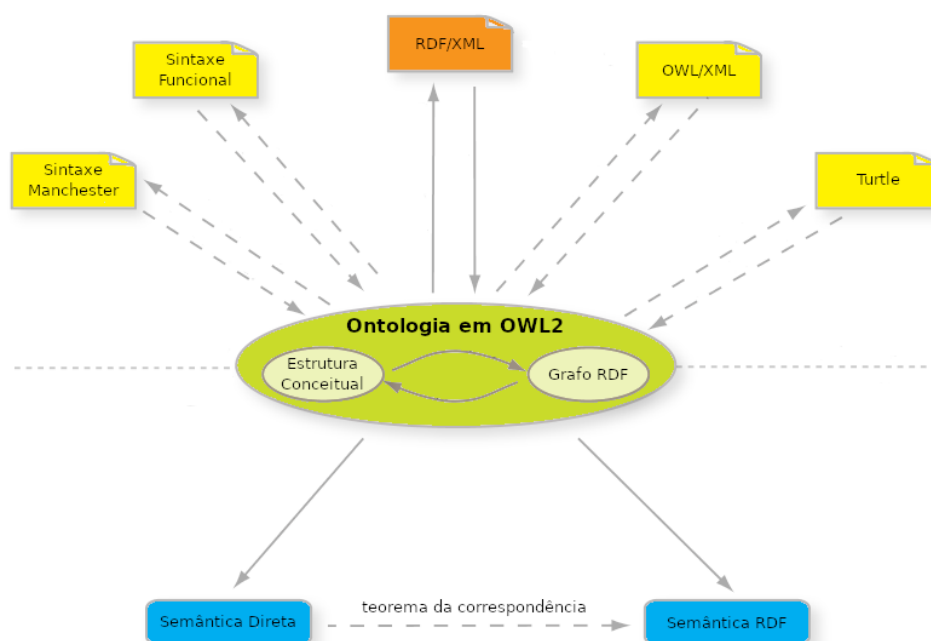 RDF/XML
Sintaxe
Funcional
OWL/XML
Sintaxe
Manchester
Turtle
Ontologia em OWL2
Estrutura
Conceitual
Grafo RDF
teorema da correspondência
Semântica Direta
Semântica RDF